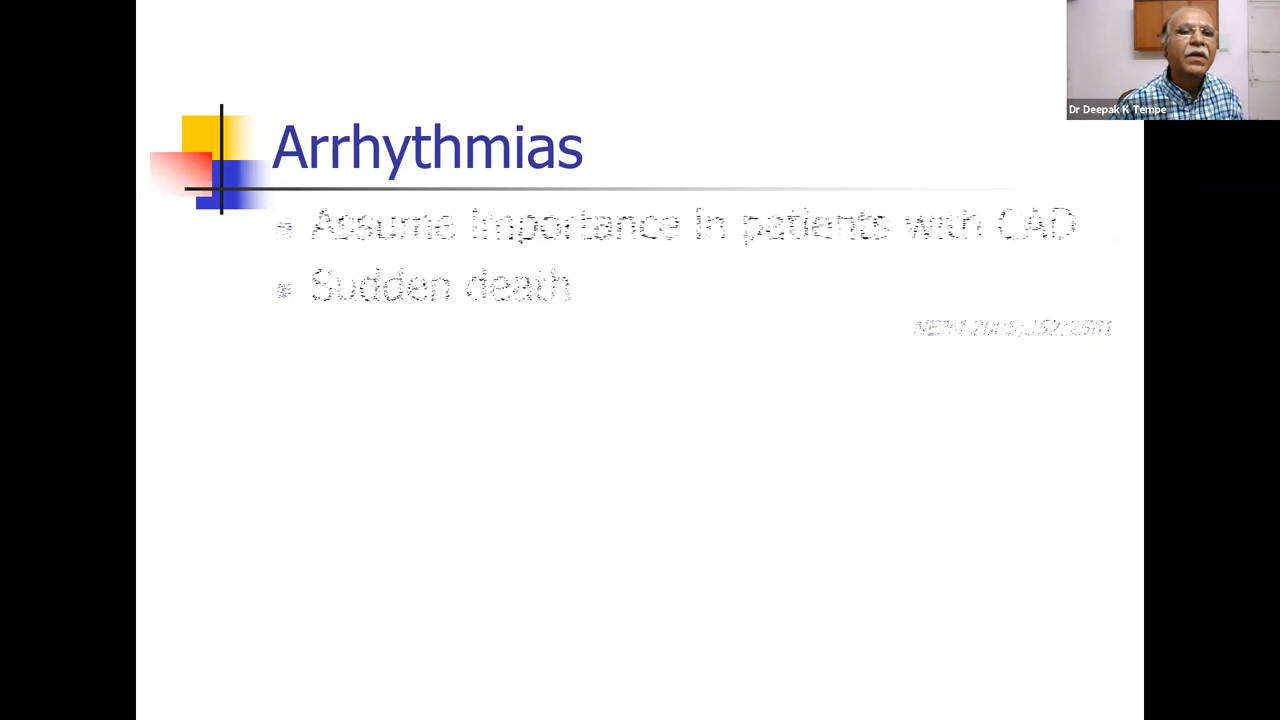 Arrhythmias
Assume importance in patients with CAD
Sudden death
Dr Deepak K Tempe